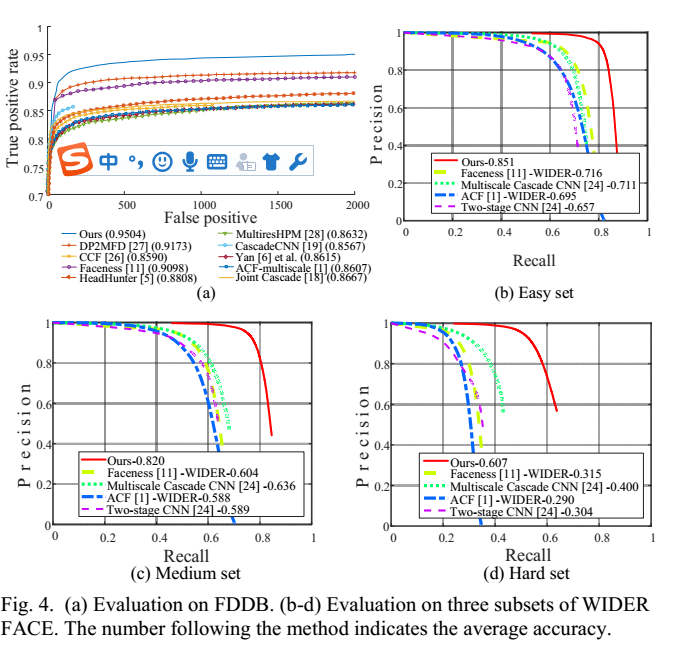 1
0.95
0.9
0.85
0.8
0.75
0.7
True positive rate
S 中 °,
0
500
1000
1500
2000
False positive
Ours (0.9504)
DP2MFD [27] (0.9173)
CCF [26] (0.8590)
Faceness [11] (0.9098)
HeadHunter [5] (0.8808)
MultiresHPM [28] (0.8632)
CascadeCNN [19] (0.8567)
Yan [6] et al. (0.8615)
ACF-multiscale [1] (0.8607)
Joint Cascade [18] (0.8667)
(a)
1
0.8
0.6
0.4
0.2
0
Precision
Ours-0.851
Faceness [11] -WIDER-0.716
Multiscale Cascade CNN [24] -0.711
ACF [1] -WIDER-0.695
Two-stage CNN [24] -0.657
0 0.2 0.4 0.6 0.8 1
Recall
(b) Easy set
1
0.8
0.6
0.4
0.2
0
Precision
Ours-0.820
Faceness [11] -WIDER-0.604
Multiscale Cascade CNN [24] -0.636
ACF [1] -WIDER-0.588
Two-stage CNN [24] -0.589
0 0.2 0.4 0.6 0.8 1
Recall
(c) Medium set
1
0.8
0.6
0.4
0.2
0
Precision
Ours-0.607
Faceness [11] -WIDER-0.315
Multiscale Cascade CNN [24] -0.400
ACF [1] -WIDER-0.290
Two-stage CNN [24] -0.304
0 0.2 0.4 0.6 0.8 1
Recall
(d) Hard set
Fig. 4. (a) Evaluation on FDDB. (b-d) Evaluation on three subsets of WIDER
FACE. The number following the method indicates the average accuracy.